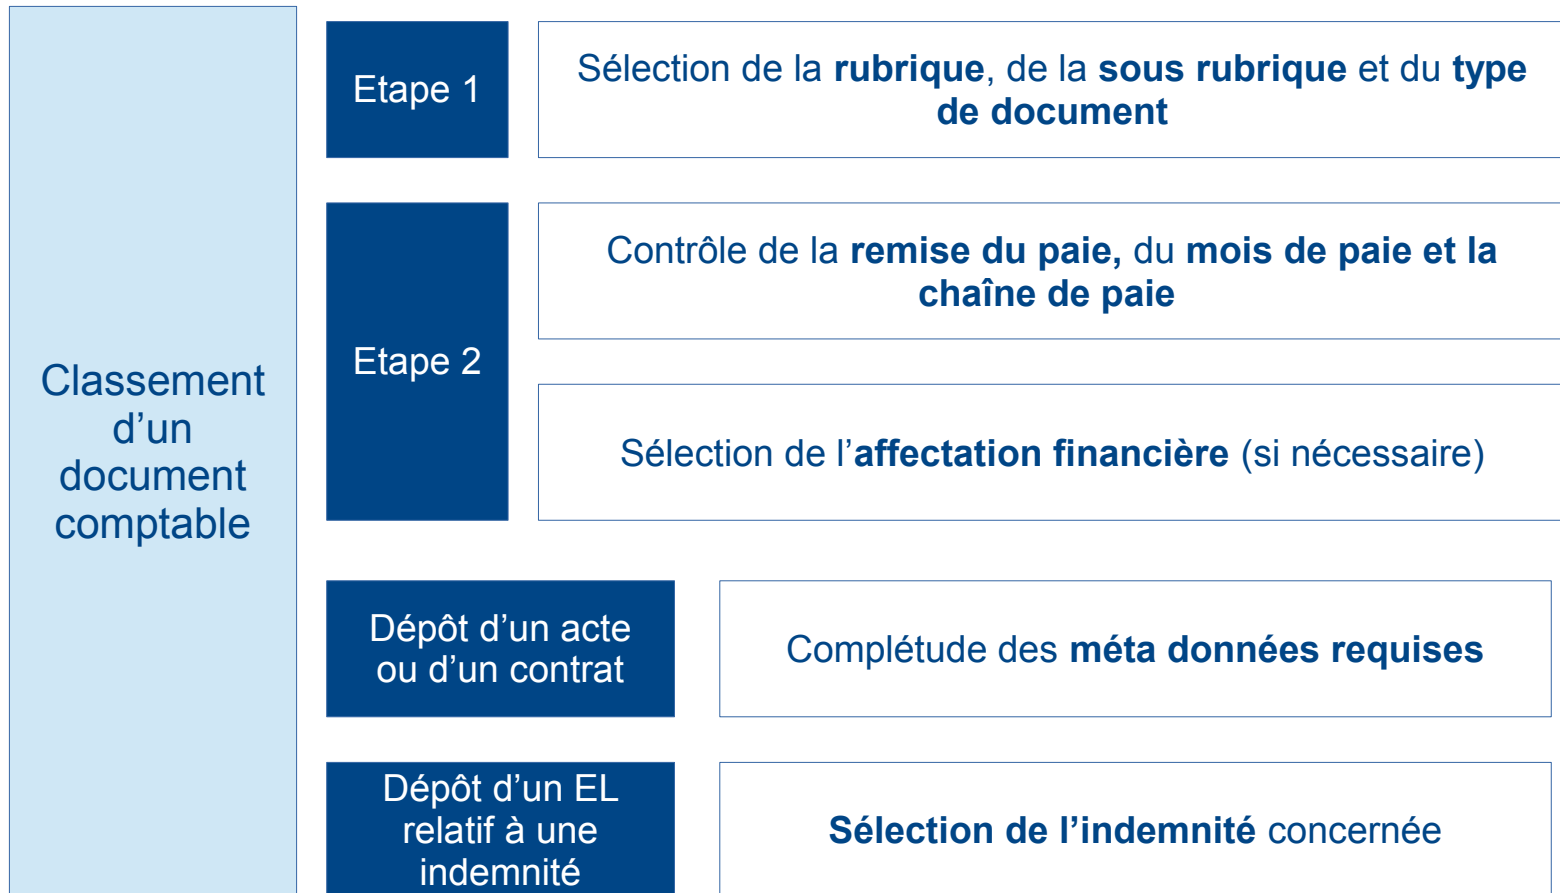 Classement
d’un
document
comptable
Etape 1
Sélection de la rubrique, de la sous rubrique et du type
de document
Etape 2
Contrôle de la remise du paie, du mois de paie et la
chaîne de paie
Sélection de l’affectation financière (si nécessaire)
Dépôt d’un acte
ou d’un contrat
Complétude des méta données requises
Dépôt d’un EL
relatif à une
indemnité
Sélection de l’indemnité concernée